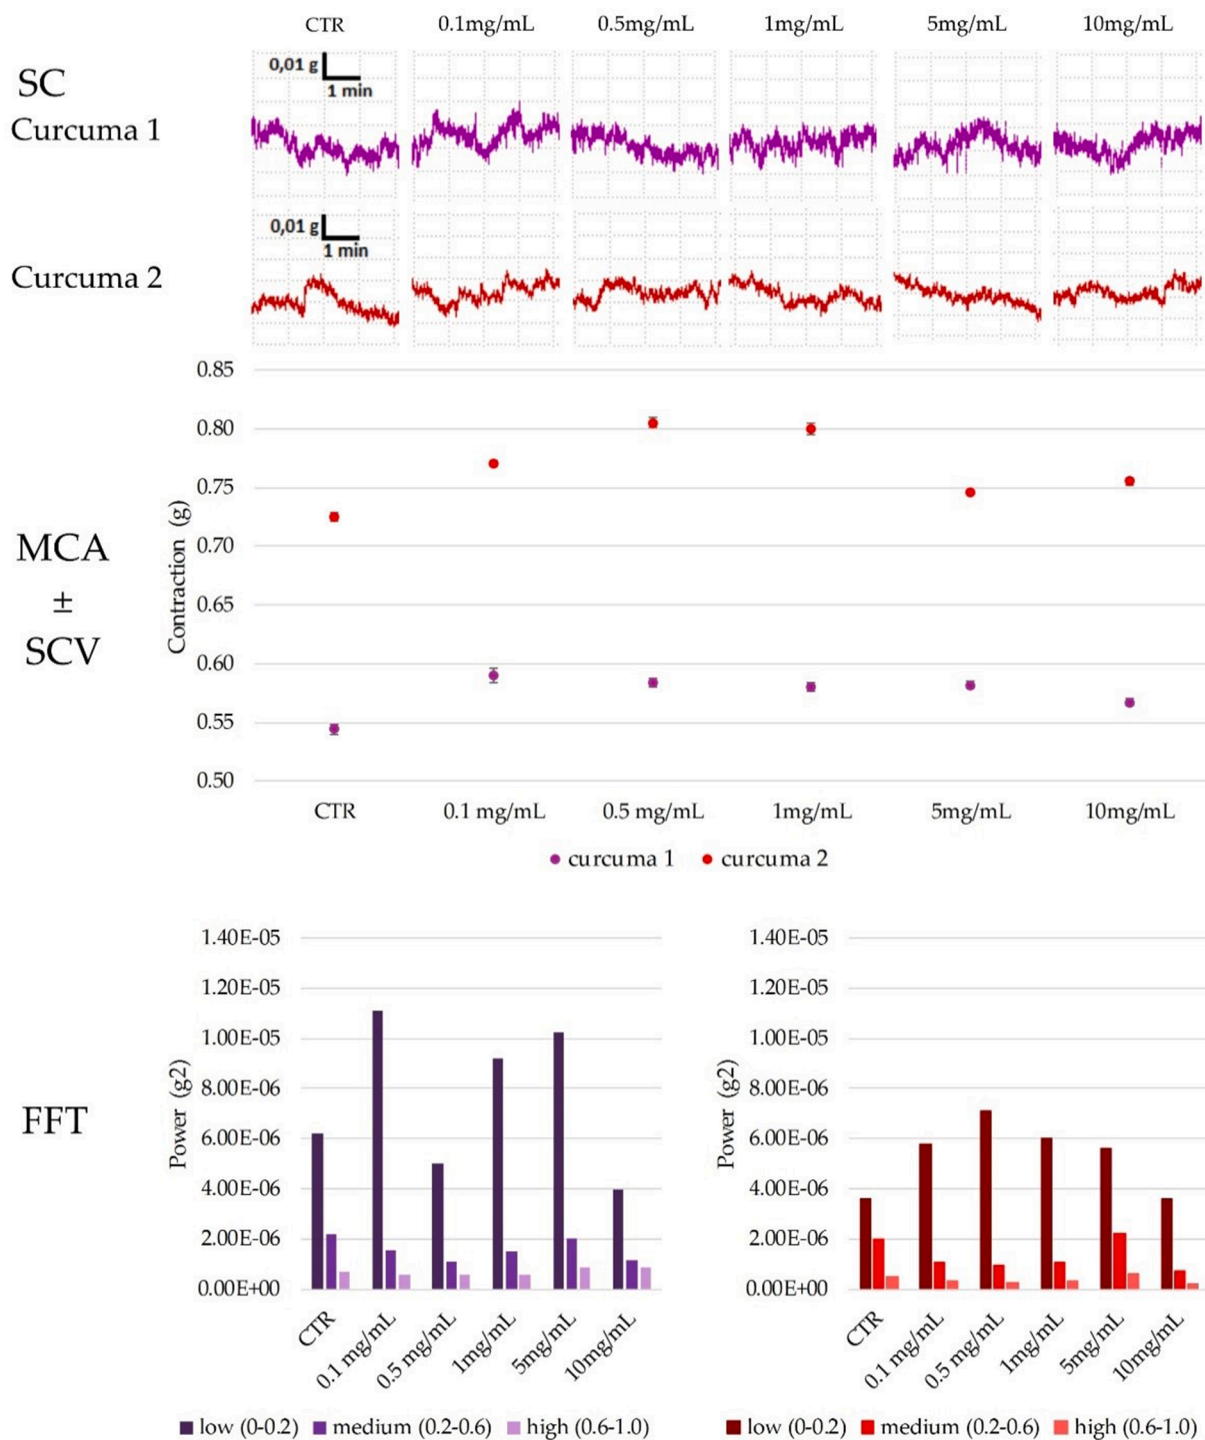 CTR 0.1mg/mL 0.5mg/mL 1mg/mL 5mg/mL 10mg/mL
SC
Curcuma 1
0,01 g
1 min
Curcuma 2
0,01 g
1 min
MCA
±
SCV
Contraction (g)
0.85
0.80
0.75
0.70
0.65
0.60
0.55
0.50
CTR 0.1 mg/mL 0.5 mg/mL 1mg/mL 5mg/mL 10mg/mL
curcuma 1 curcuma 2
FFT
Power (g2)
1.40E-05
1.20E-05
1.00E-05
8.00E-06
6.00E-06
4.00E-06
2.00E-06
0.00E+00
CTR 0.1 mg/mL 0.5 mg/mL 1mg/mL 5mg/mL 10mg/mL
low (0-0.2) medium (0.2-0.6) high (0.6-1.0)
Power (g2)
1.40E-05
1.20E-05
1.00E-05
8.00E-06
6.00E-06
4.00E-06
2.00E-06
0.00E+00
CTR 0.1 mg/mL 0.5 mg/mL 1mg/mL 5mg/mL 10mg/mL
low (0-0.2) medium (0.2-0.6) high (0.6-1.0)